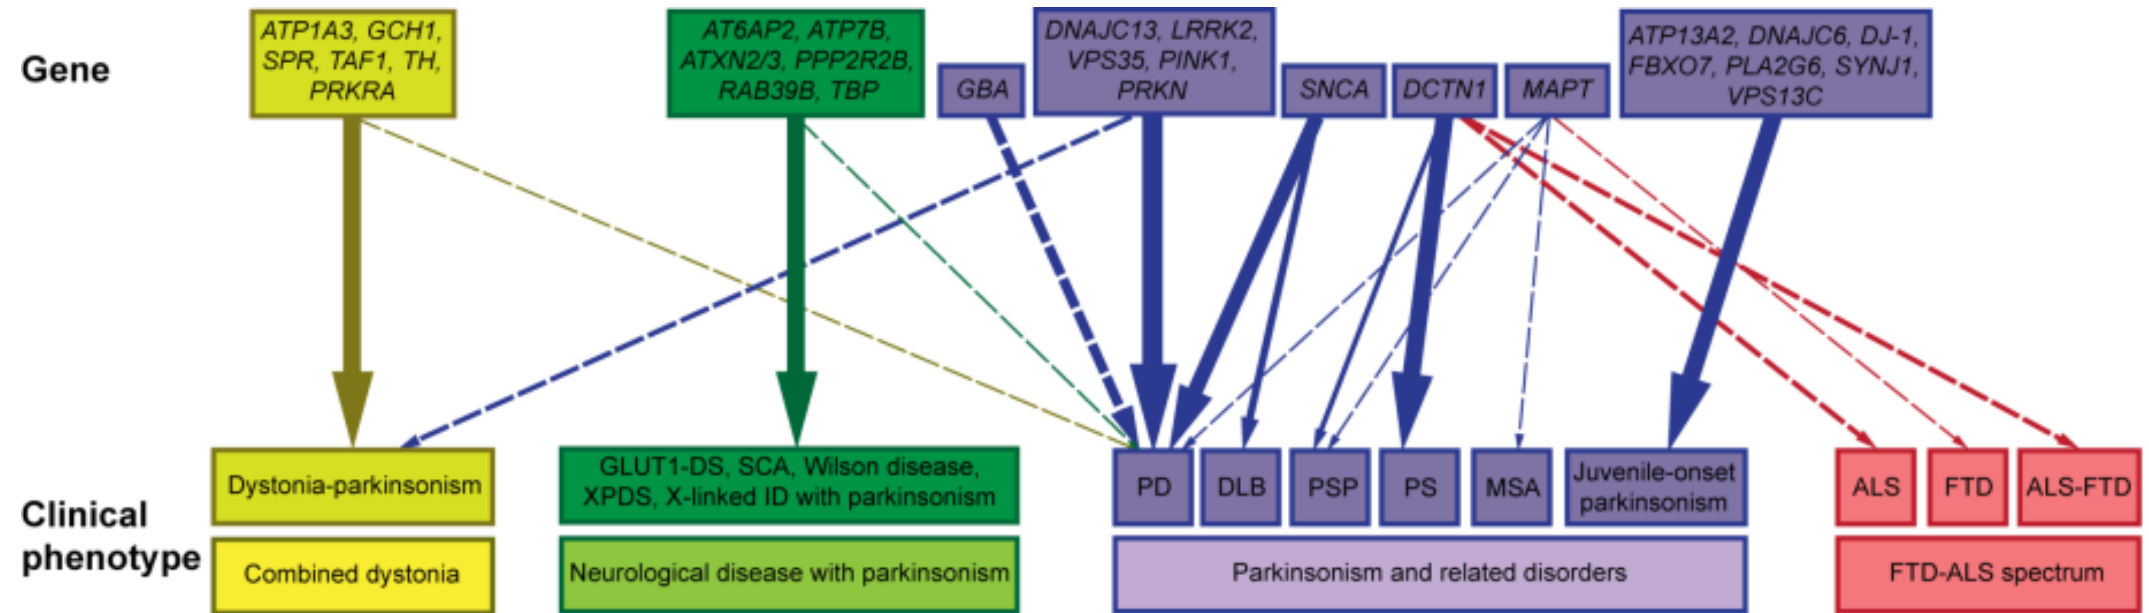 Gene
ATP1A3, GCH1,
SPR, TAF1, TH,
PRKRA
AT6AP2, ATP7B,
ATXN2/3, PPP2R2B,
RAB39B, TBP
GBA
DNAJC13, LRRK2,
VPS35, PINK1,
PRKN
SNCA
DCTN1
MAPT
ATP13A2, DNAJC6, DJ-1,
FBXO7, PLA2G6, SYNJ1,
VPS13C
Clinical
phenotype
Dystonia-parkinsonism
GLUT1-DS, SCA, Wilson disease,
XPDS, X-linked ID with parkinsonism
PD
DLB
PSP
PS
MSA
Juvenile-onset
parkinsonism
ALS
FTD
ALS-FTD
Combined dystonia
Neurological disease with parkinsonism
Parkinsonism and related disorders
FTD-ALS spectrum